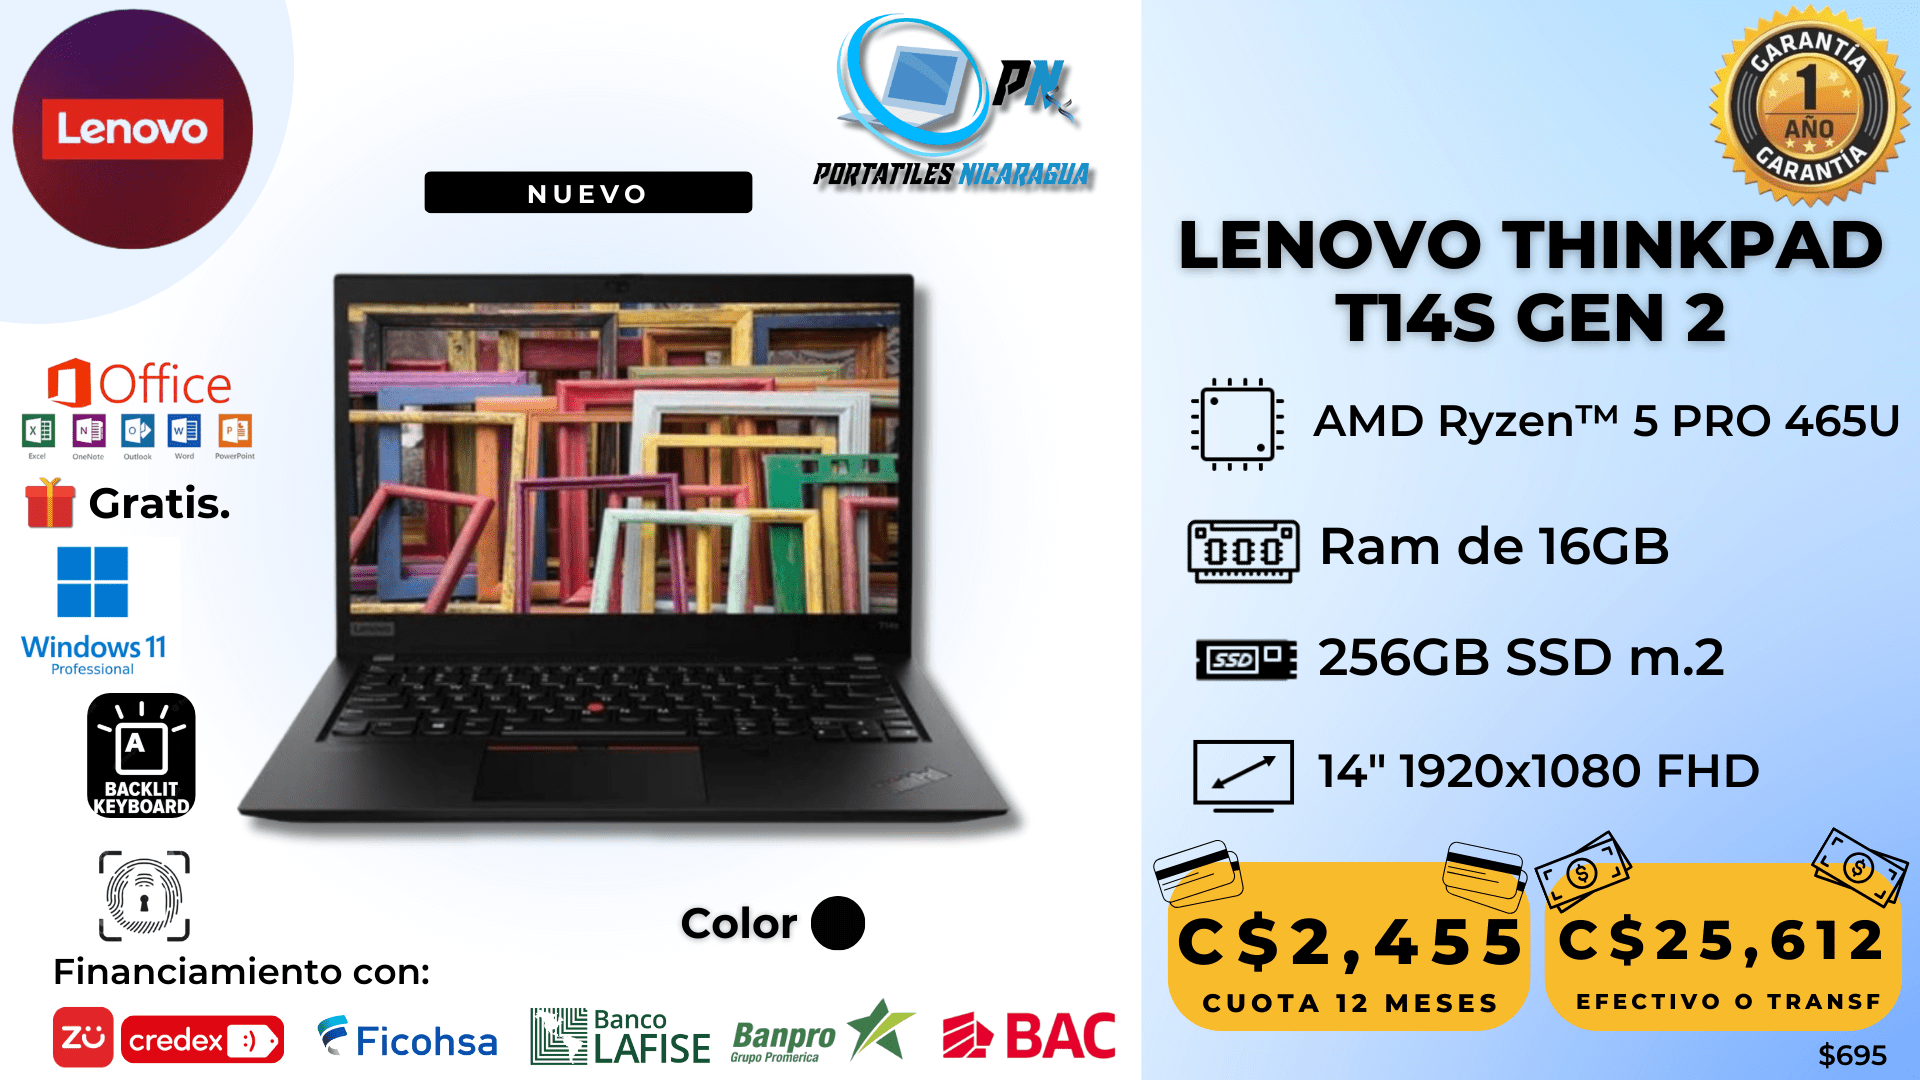 Lenovo
NUEVO
PN
PORTATILES NICARAGUA
GARANTÍA
1
AÑO
GARANTÍA
LENOVO THINKPAD
T14S GEN 2
AMD Ryzen™ 5 PRO 465U
Ram de 16GB
SSD
256GB SSD m.2
14" 1920x1080 FHD
C$2,455
CUOTA 12 MESES
C$25,612
EFECTIVO O TRANSF
$695
Office
Excel
OneNote
Outlook
Word
PowerPoint
Gratis.
Windows 11
Professional
A
BACKLIT
KEYBOARD
Lenovo
T14s
Color
Financiamiento con:
zū
credex
Ficohsa
Banco
LAFISE
Banpro
Grupo Promerica
BAC